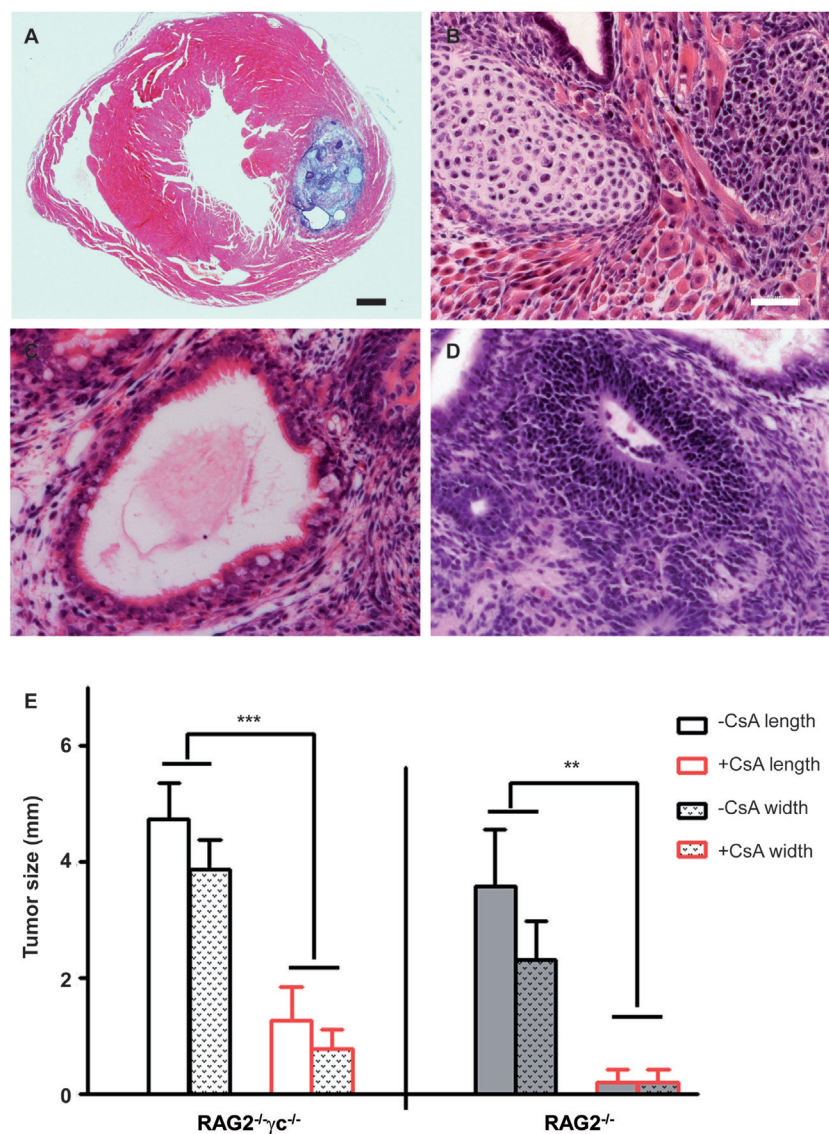 A
B
C
D
E
-CsA length
+CsA length
-CsA width
+CsA width
***
**
Tumor size (mm)
6
4
2
0
RAG2-/-γc-/-
RAG2-/-